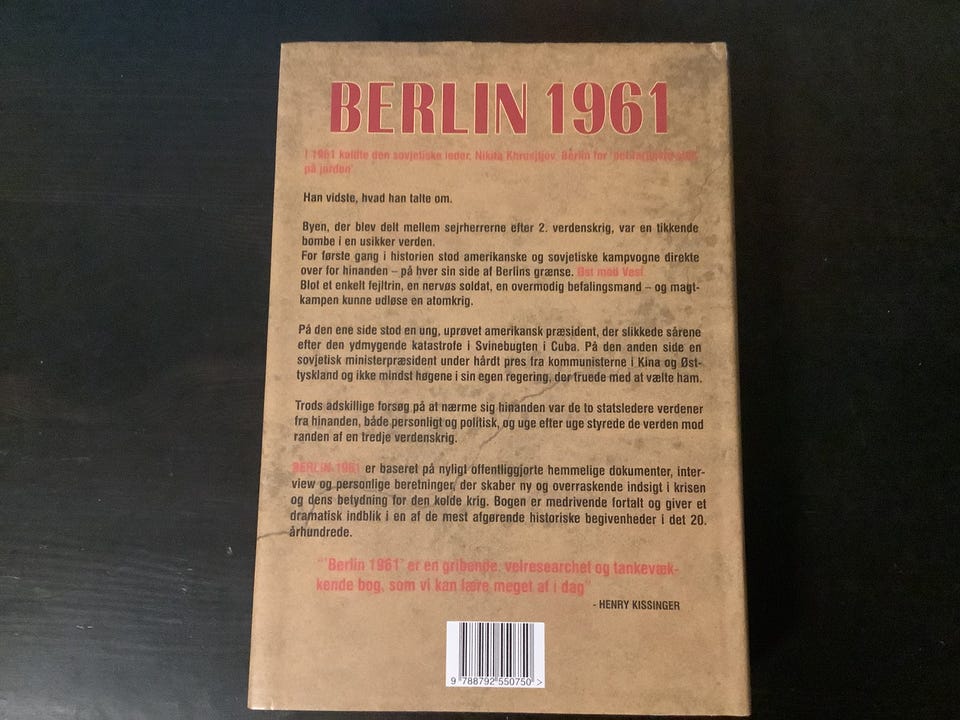 BERLIN 1961
I 1961 kaldte den sovjetiske leder, Nikita Khrusjtjov, Berlin for 'det farligste sted
på jorden'
Han vidste, hvad han talte om.
Byen, der blev delt mellem sejrherrerne efter 2. verdenskrig, var en tikkende
bombe i en usikker verden.
For første gang i historien stod amerikanske og sovjetiske kampvogne direkte
over for hinanden – på hver sin side af Berlins grænse. Øst mod Vest.
Blot et enkelt fejltrin, en nervøs soldat, en overmodig befalingsmand – og magt-
kampen kunne udløse en atomkrig.
På den ene side stod en ung, uprøvet amerikansk præsident, der slikkede sårene
efter den ydmygende katastrofe i Svinebugten i Cuba. På den anden side en
sovjetisk ministerpræsident under hårdt pres fra kommunisterne i Kina og Øst-
tyskland og ikke mindst høgene i sin egen regering, der truede med at vælte ham.
Trods adskillige forsøg på at nærme sig hinanden var de to statsledere verdener
fra hinanden, både personligt og politisk, og uge efter uge styrede de verden mod
randen af en tredje verdenskrig.
BERLIN 1961 er baseret på nyligt offentliggjorte hemmelige dokumenter, inter-
view og personlige beretninger, der skaber ny og overraskende indsigt i krisen
og dens betydning for den kolde krig. Bogen er medrivende fortalt og giver et
dramatisk indblik i en af de mest afgørende historiske begivenheder i det 20.
århundrede.
"'Berlin 1961' er en gribende, velresearchet og tankevæk-
kende bog, som vi kan lære meget af i dag"
- HENRY KISSINGER
9 788792 550750 >